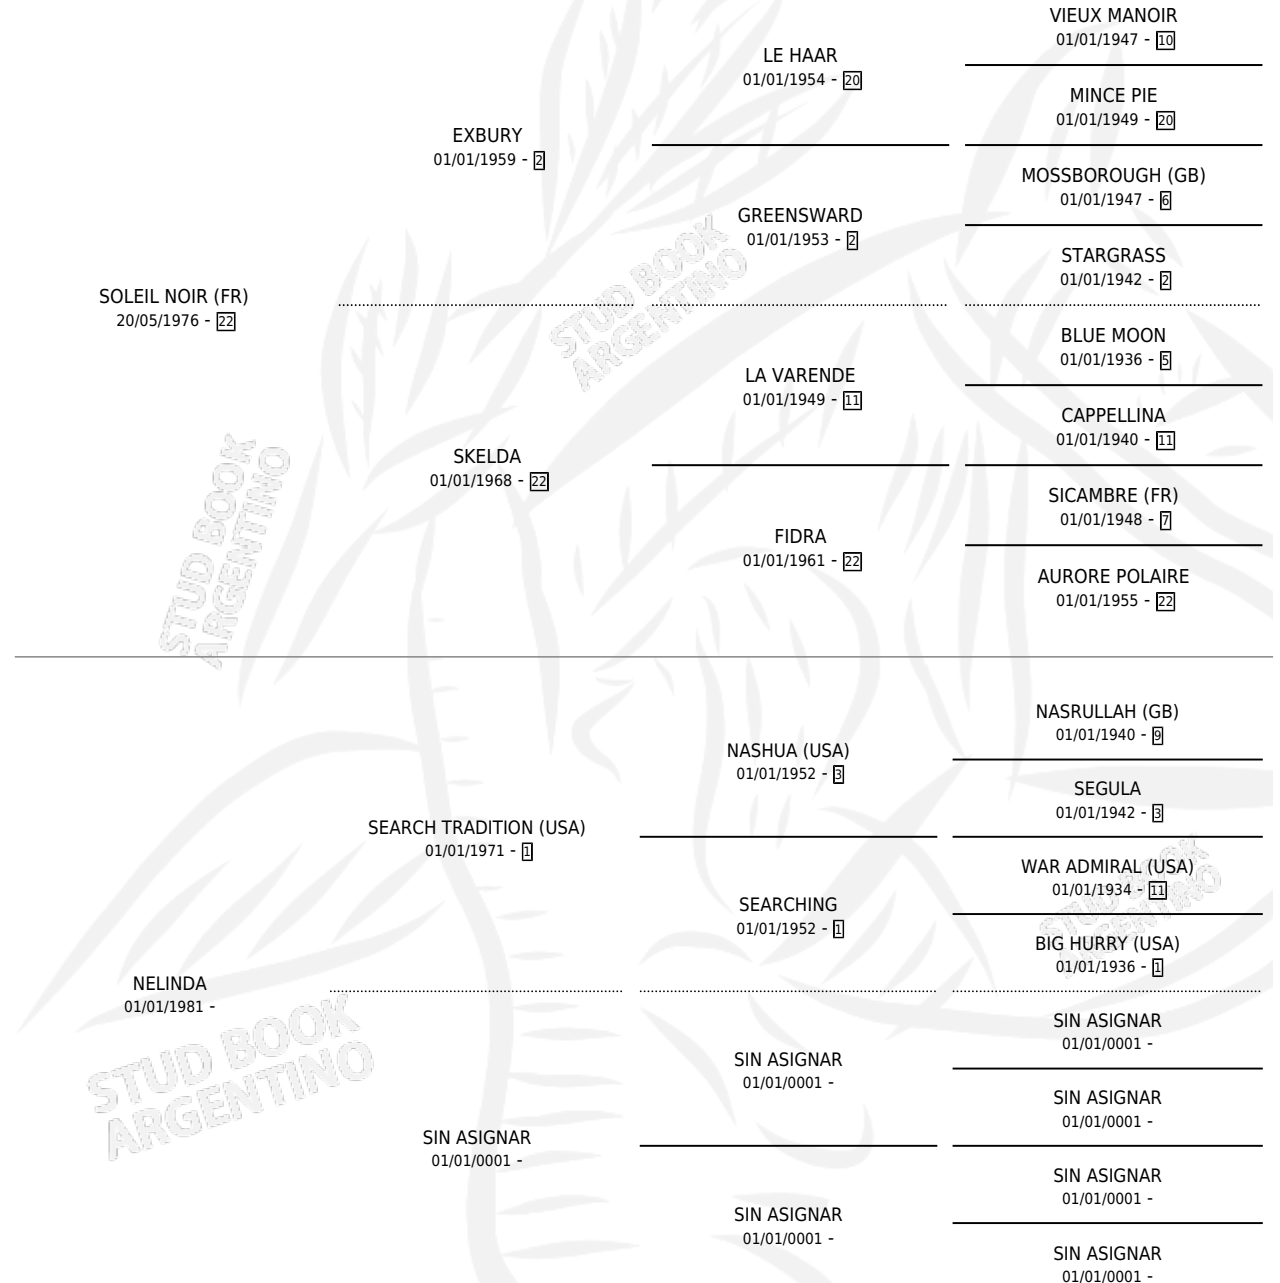 VIEUX MANOIR
01/01/1947 - 10
LE HAAR
01/01/1954 - 20
MINCE PIE
01/01/1949 - 20
EXBURY
01/01/1959 - 2
MOSSBOROUGH (GB)
01/01/1947 - 6
GREENSWARD
01/01/1953 - 2
STARGRASS
01/01/1942 - 2
SOLEIL NOIR (FR)
20/05/1976 - 22
BLUE MOON
01/01/1936 - 5
LA VARENDE
01/01/1949 - 11
CAPPELLINA
01/01/1940 - 11
SKELDA
01/01/1968 - 22
SICAMBRE (FR)
01/01/1948 - 7
FIDRA
01/01/1961 - 22
AURORE POLAIRE
01/01/1955 - 22
NASRULLAH (GB)
01/01/1940 - 9
NASHUA (USA)
01/01/1952 - 3
SEGULA
01/01/1942 - 3
SEARCH TRADITION (USA)
01/01/1971 - 1
WAR ADMIRAL (USA)
01/01/1934 - 11
SEARCHING
01/01/1952 - 1
BIG HURRY (USA)
01/01/1936 - 1
NELINDA
01/01/1981 -
SIN ASIGNAR
01/01/0001 -
SIN ASIGNAR
01/01/0001 -
SIN ASIGNAR
01/01/0001 -
SIN ASIGNAR
01/01/0001 -
SIN ASIGNAR
01/01/0001 -
SIN ASIGNAR
01/01/0001 -
SIN ASIGNAR
01/01/0001 -
STUD BOOK
ARGENTINO
STUD BOOK
ARGENTINO
STUD BOOK
ARGENTINO
STUD BOOK
ARGENTINO